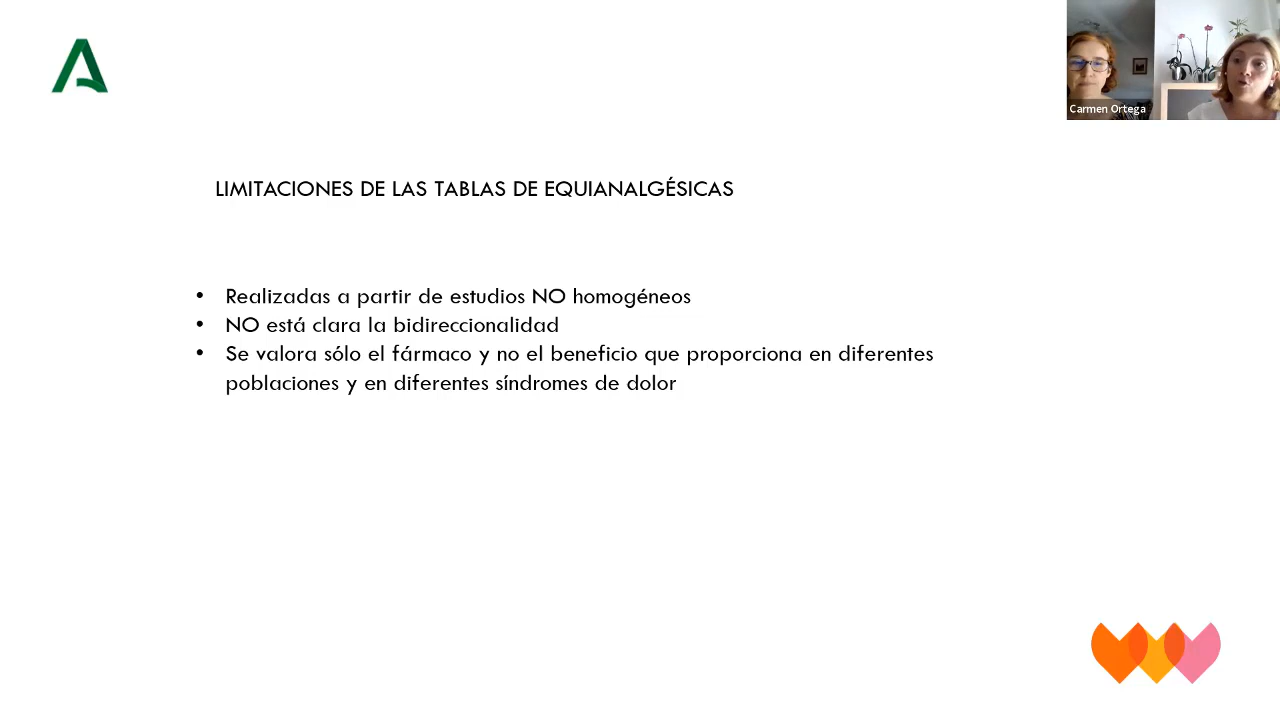 Carmen Ortega
LIMITACIONES DE LAS TABLAS DE EQUIANALGÉSICAS
• Realizadas a partir de estudios NO homogéneos
• NO está clara la bidireccionalidad
• Se valora sólo el fármaco y no el beneficio que proporciona en diferentes
poblaciones y en diferentes síndromes de dolor